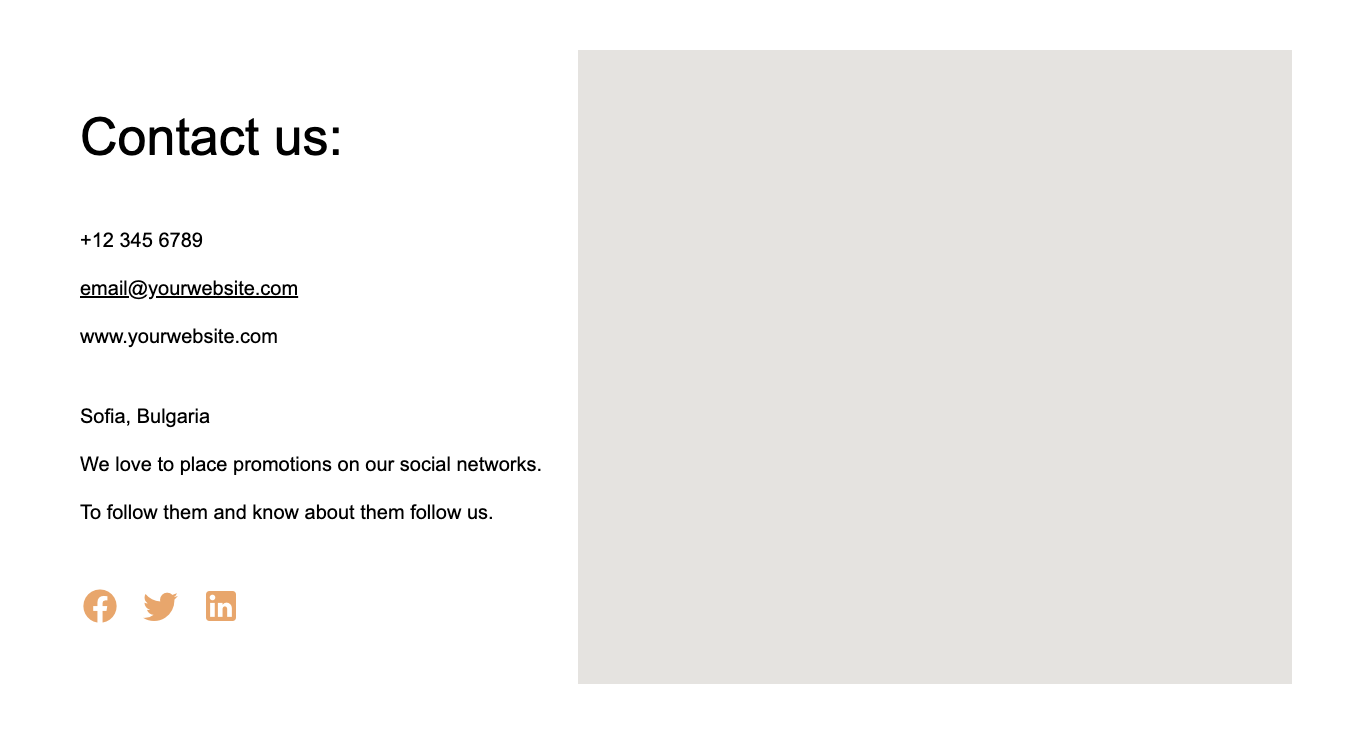 Contact us:
+12 345 6789
email@yourwebsite.com
www.yourwebsite.com
Sofia, Bulgaria
We love to place promotions on our social networks.
To follow them and know about them follow us.